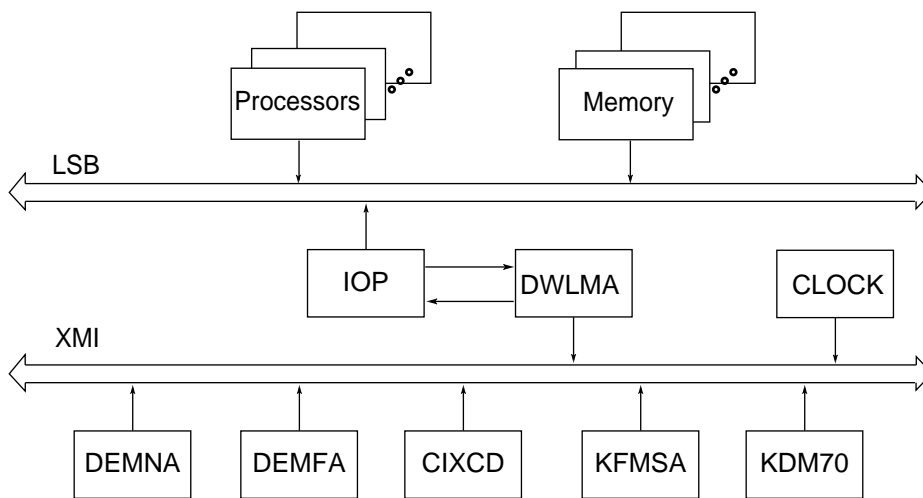 Processors
Memory
LSB
IOP
DWLMA
CLOCK
XMI
DEMNA
DEMFA
CIXCD
KFMSA
KDM70